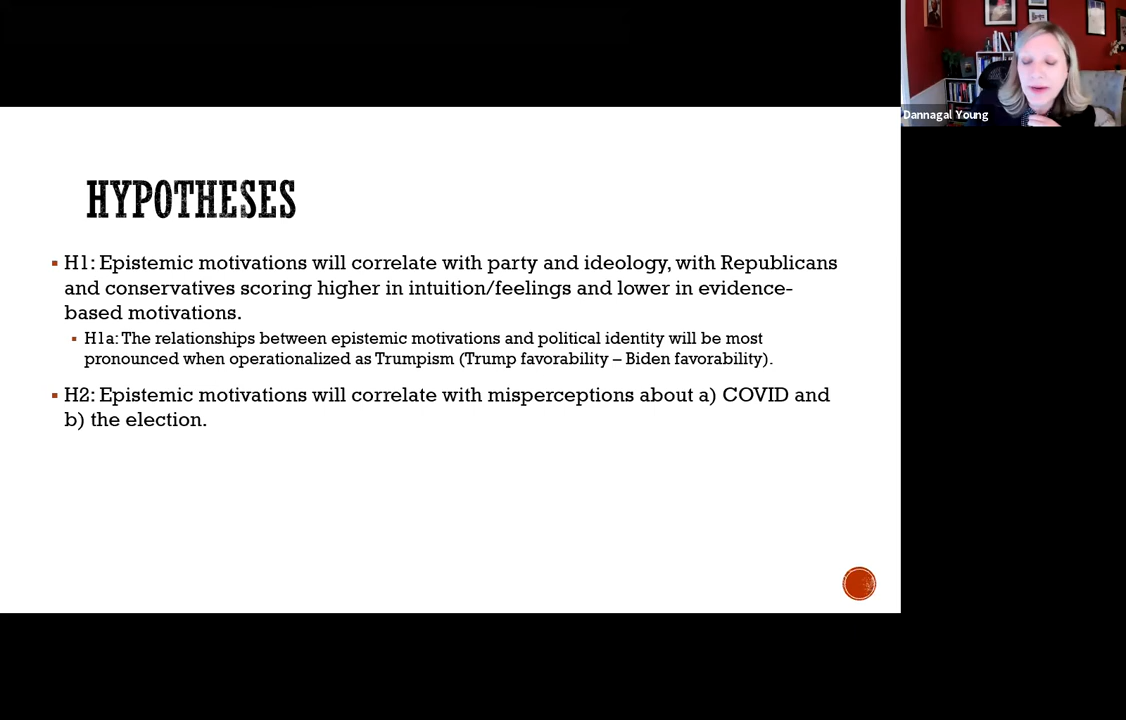 Dannagal Young
HYPOTHESES
▪ H1: Epistemic motivations will correlate with party and ideology, with Republicans
and conservatives scoring higher in intuition/feelings and lower in evidence-
based motivations.
▪ H1a: The relationships between epistemic motivations and political identity will be most
pronounced when operationalized as Trumpism (Trump favorability – Biden favorability).
▪ H2: Epistemic motivations will correlate with misperceptions about a) COVID and
b) the election.